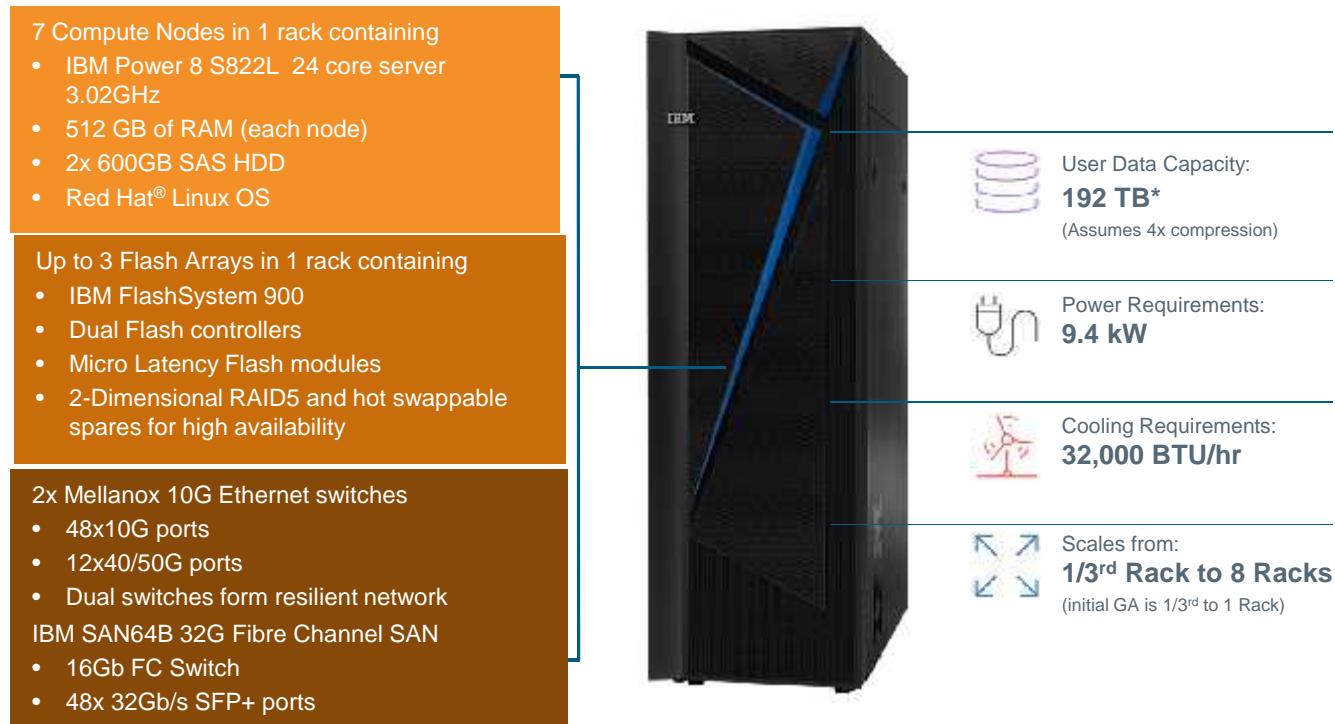 7 Compute Nodes in 1 rack containing
• IBM Power 8 S822L 24 core server
3.02GHz
• 512 GB of RAM (each node)
• 2x 600GB SAS HDD
• Red Hat® Linux OS
Up to 3 Flash Arrays in 1 rack containing
• IBM FlashSystem 900
• Dual Flash controllers
• Micro Latency Flash modules
• 2-Dimensional RAID5 and hot swappable
spares for high availability
2x Mellanox 10G Ethernet switches
• 48x10G ports
• 12x40/50G ports
• Dual switches form resilient network
IBM SAN64B 32G Fibre Channel SAN
• 16Gb FC Switch
• 48x 32Gb/s SFP+ ports
IBM
User Data Capacity:
192 TB*
(Assumes 4x compression)
Power Requirements:
9.4 kW
Cooling Requirements:
32,000 BTU/hr
Scales from:
1/3rd Rack to 8 Racks
(initial GA is 1/3rd to 1 Rack)